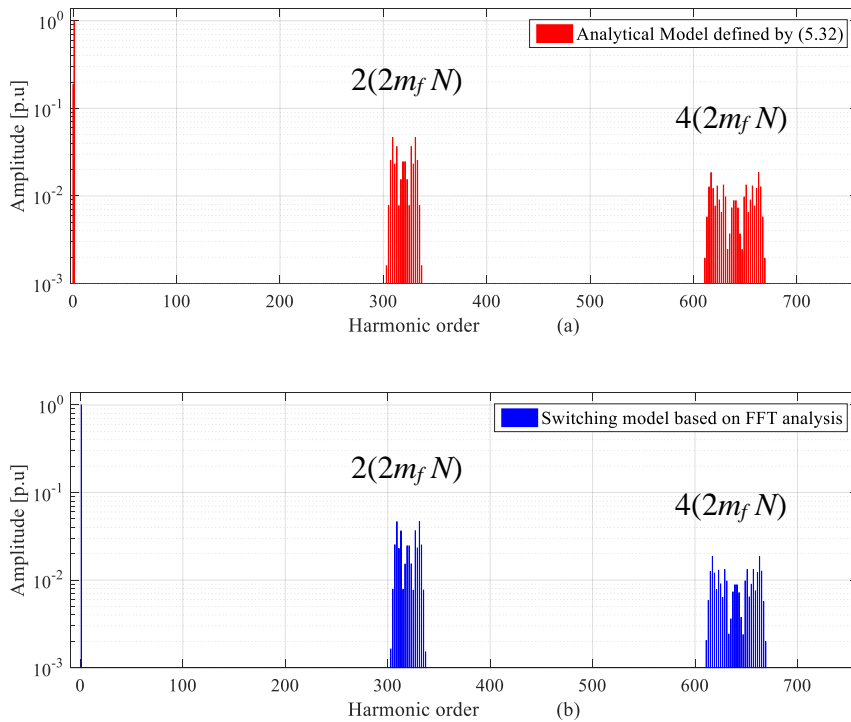 10^0
Analytical Model defined by (5.32)
2(2m_f N)
10^-1
4(2m_f N)
Amplitude [p.u]
10^-2
10^-3
0 100 200 300 400 500 600 700
Harmonic order (a)
10^0
Switching model based on FFT analysis
2(2m_f N)
10^-1
4(2m_f N)
Amplitude [p.u]
10^-2
10^-3
0 100 200 300 400 500 600 700
Harmonic order (b)